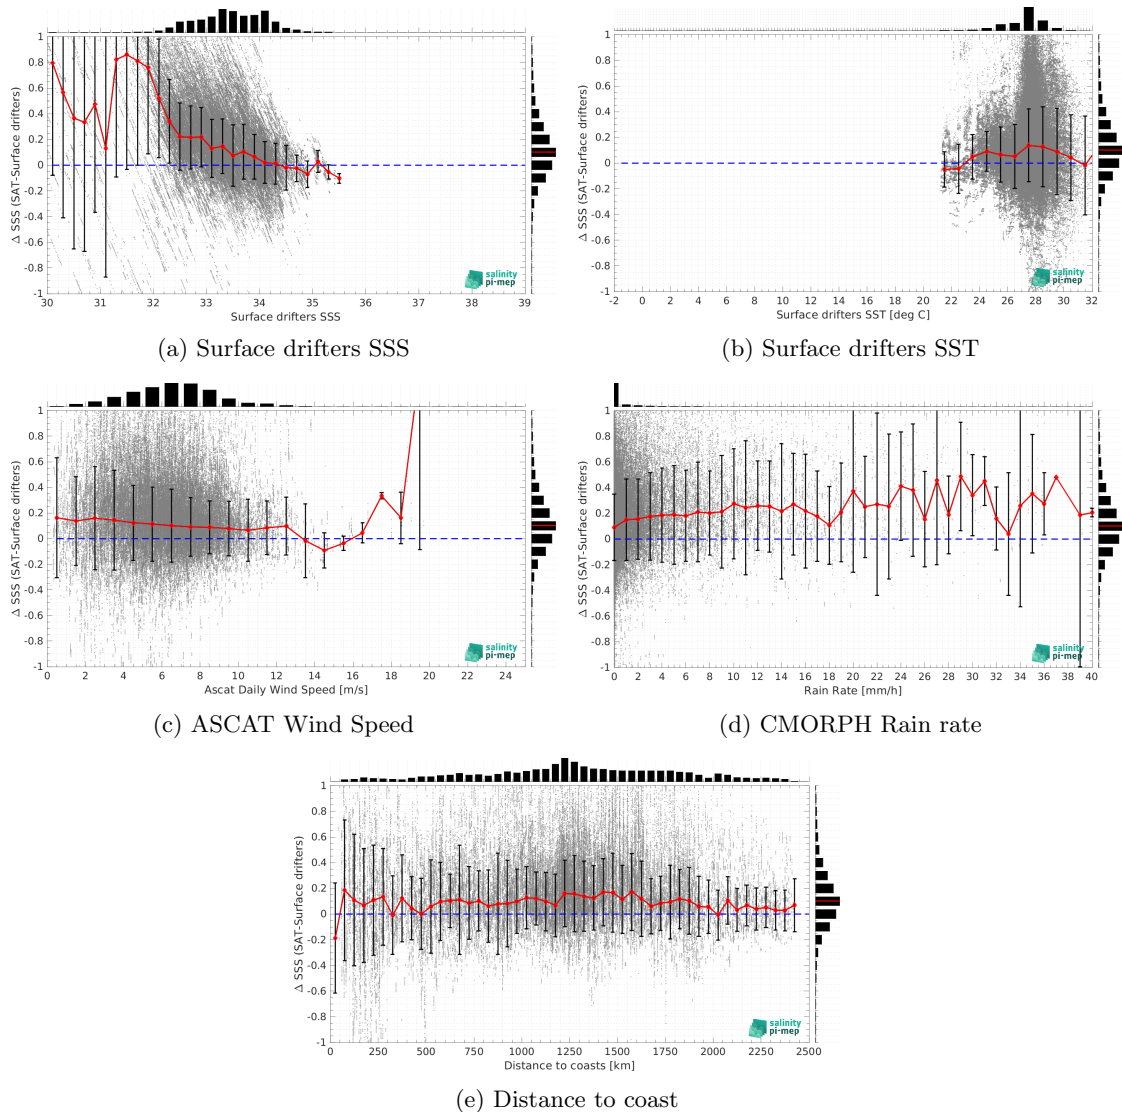 1
0.8
0.6
0.4
0.2
0
-0.2
-0.4
-0.6
-0.8
-1
Δ SSS (SAT-Surface drifters)
30 31 32 33 34 35 36 37 38 39
Surface drifters SSS
salinity
pi-mep
(a) Surface drifters SSS
1
0.8
0.6
0.4
0.2
0
-0.2
-0.4
-0.6
-0.8
-1
Δ SSS (SAT-Surface drifters)
-2 0 2 4 6 8 10 12 14 16 18 20 22 24 26 28 30 32
Surface drifters SST [deg C]
salinity
pi-mep
(b) Surface drifters SST
1
0.8
0.6
0.4
0.2
0
-0.2
-0.4
-0.6
-0.8
-1
Δ SSS (SAT-Surface drifters)
0 2 4 6 8 10 12 14 16 18 20 22 24
Ascat Daily Wind Speed [m/s]
salinity
pi-mep
(c) ASCAT Wind Speed
1
0.8
0.6
0.4
0.2
0
-0.2
-0.4
-0.6
-0.8
-1
Δ SSS (SAT-Surface drifters)
0 2 4 6 8 10 12 14 16 18 20 22 24 26 28 30 32 34 36 38 40
Rain Rate [mm/h]
salinity
pi-mep
(d) CMORPH Rain rate
1
0.8
0.6
0.4
0.2
0
-0.2
-0.4
-0.6
-0.8
-1
Δ SSS (SAT-Surface drifters)
0 250 500 750 1000 1250 1500 1750 2000 2250 2500
Distance to coasts [km]
salinity
pi-mep
(e) Distance to coast